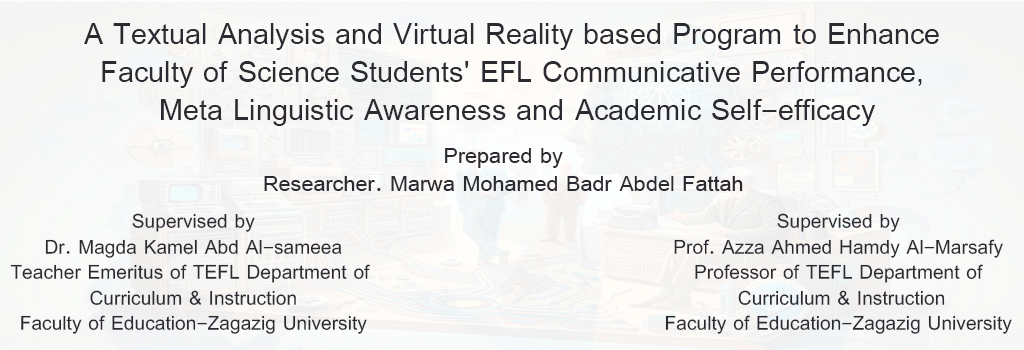 A Textual Analysis and Virtual Reality based Program to Enhance
Faculty of Science Students' EFL Communicative Performance,
Meta Linguistic Awareness and Academic Self-efficacy
Prepared by
Researcher. Marwa Mohamed Badr Abdel Fattah
Supervised by
Dr. Magda Kamel Abd Al-sameea
Teacher Emeritus of TEFL Department of
Curriculum & Instruction
Faculty of Education-Zagazig University
Supervised by
Prof. Azza Ahmed Hamdy Al-Marsafy
Professor of TEFL Department of
Curriculum & Instruction
Faculty of Education-Zagazig University